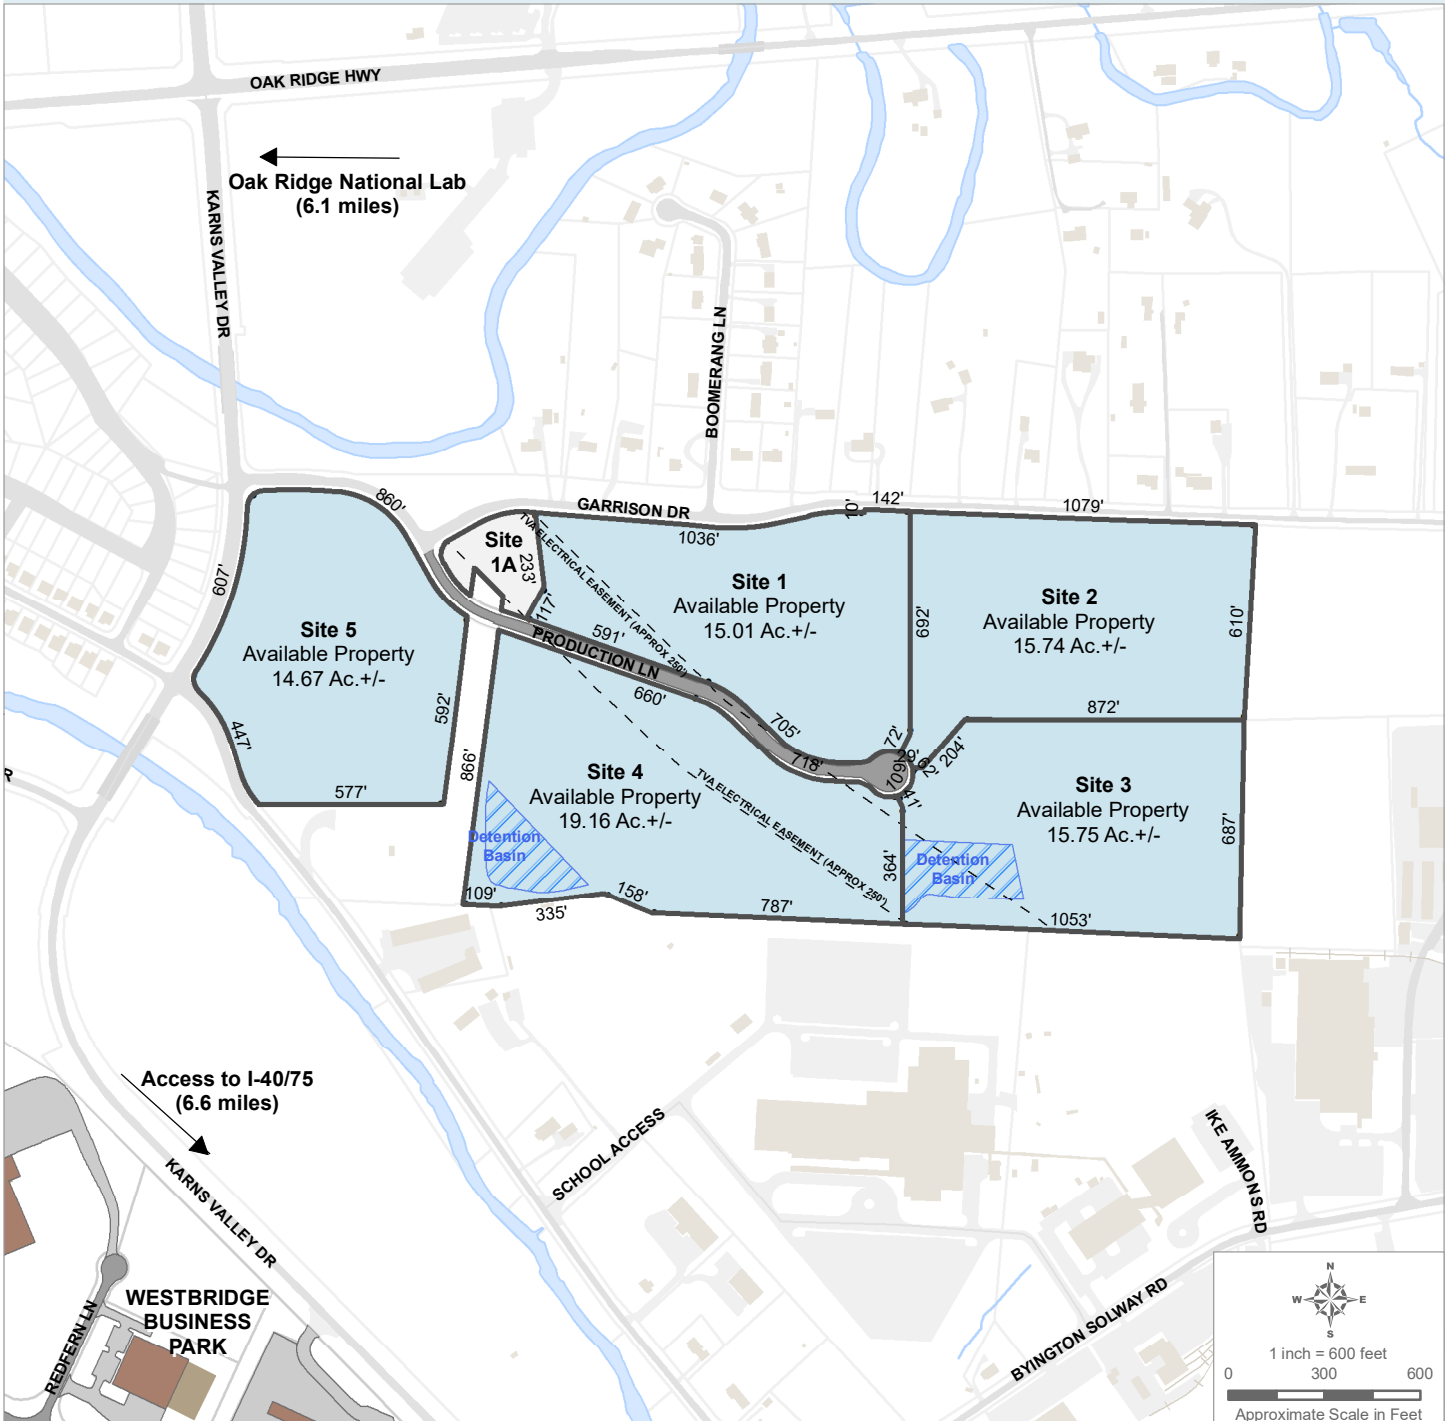 OAK RIDGE HWY
Oak Ridge National Lab
(6.1 miles)
KARNS VALLEY DR
BOOMERANG LN
GARRISON DR
860'
607'
447'
577'
592'
Site 5
Available Property
14.67 Ac.+/-
Site
1A
233'
117'
TVA ELECTRICAL EASEMENT (APPROX 250')
1036'
10'
142'
1079'
Site 1
Available Property
15.01 Ac.+/-
692'
Site 2
Available Property
15.74 Ac.+/-
610'
872'
591'
PRODUCTION LN
660'
705'
718'
72'
29'
62'
204'
109'
41'
866'
Site 4
Available Property
19.16 Ac.+/-
TVA ELECTRICAL EASEMENT (APPROX 250')
Site 3
Available Property
15.75 Ac.+/-
687'
364'
Detention
Basin
Detention
Basin
109'
335'
158'
787'
1053'
R
Access to I-40/75
(6.6 miles)
KARNS VALLEY DR
SCHOOL ACCESS
IKE AMMONS RD
BYINGTON SOLWAY RD
WESTBRIDGE
BUSINESS
PARK
REDFERN LN
N
W
E
S
1 inch = 600 feet
0 300 600
Approximate Scale in Feet